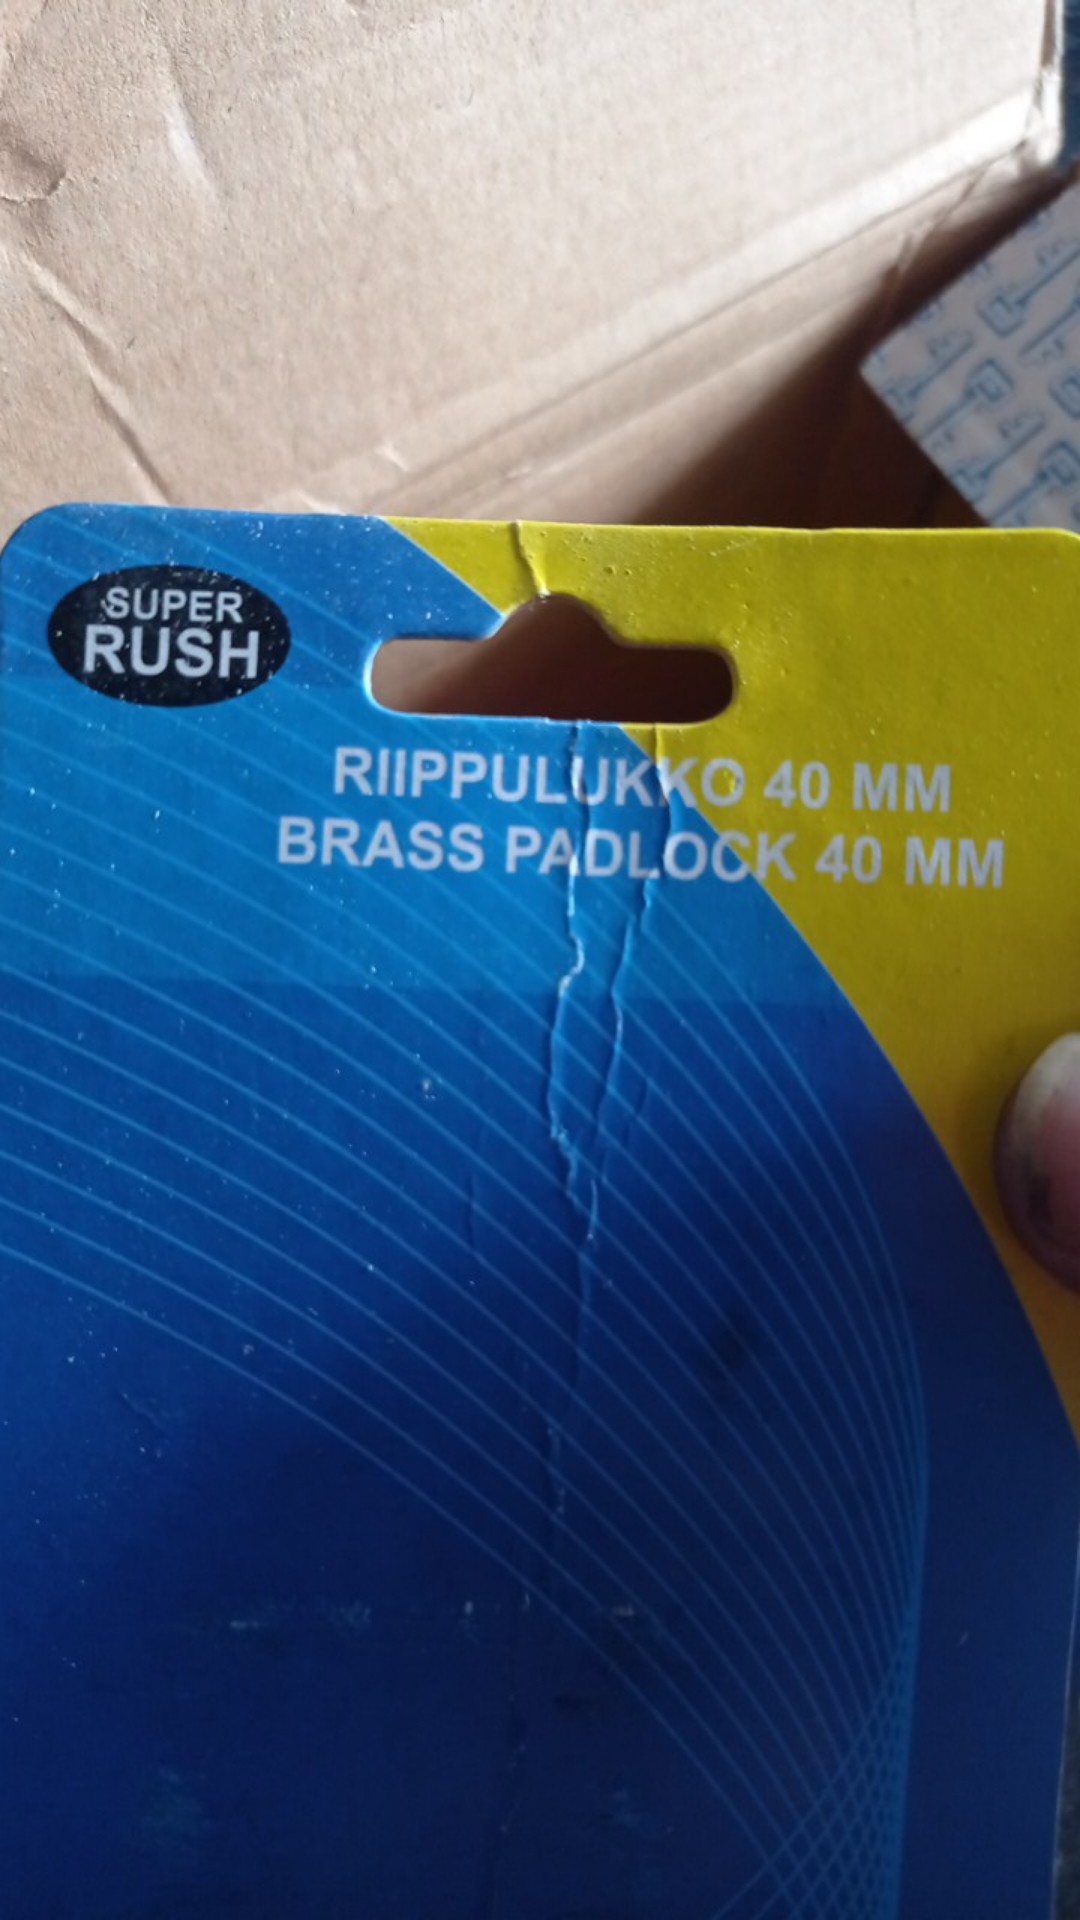 SUPER
RUSH
RIIPPULUKKO 40 MM
BRASS PADLOCK 40 MM